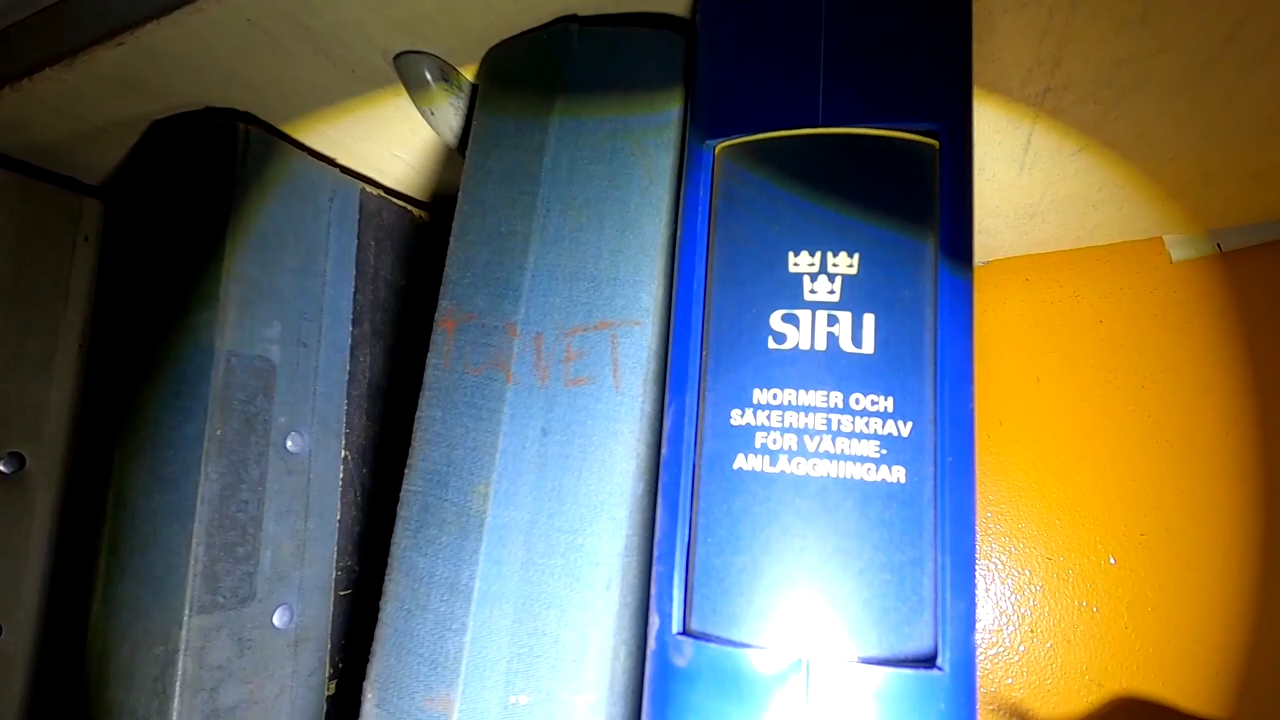 SIFU
NORMER OCH
SÄKERHETSKRAV
FÖR VÄRME-
ANLÄGGNINGAR